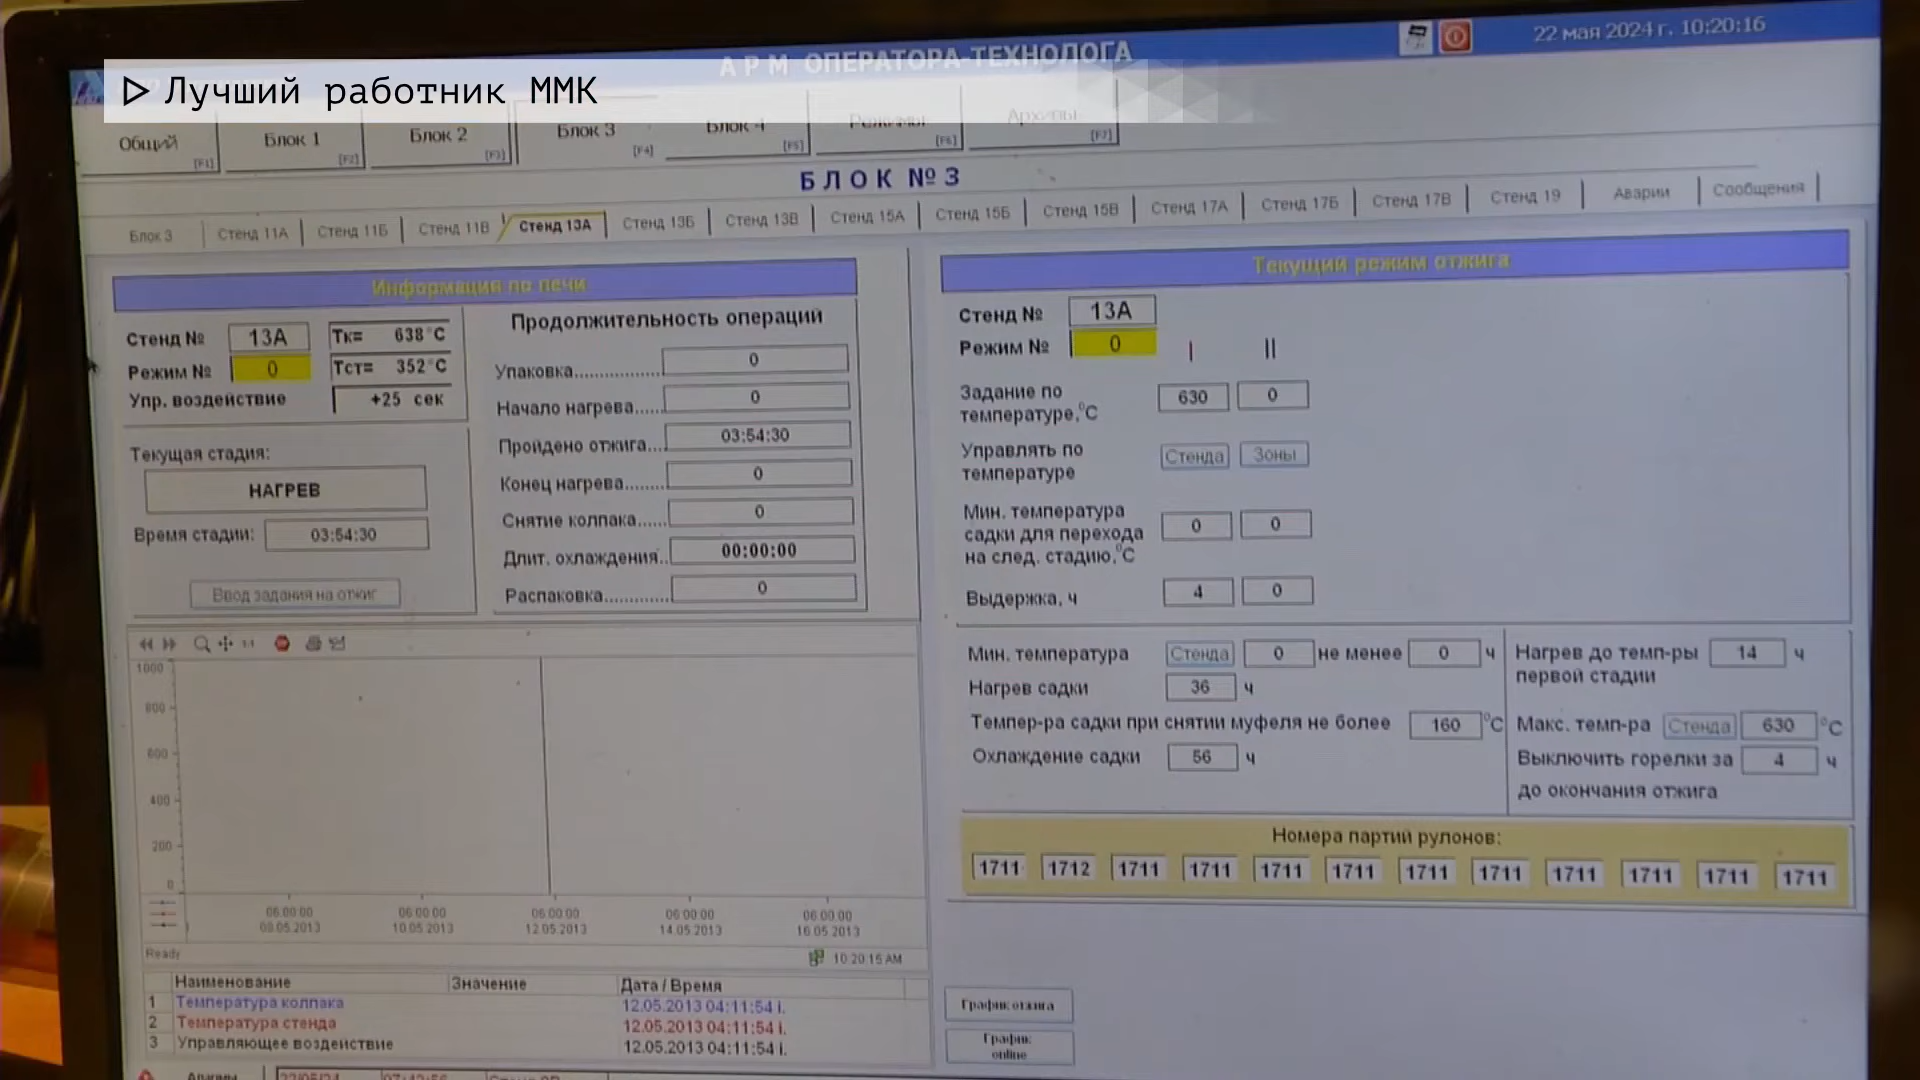 22 мая 2024 г. 10:20:16
А Р М ОПЕРАТОРА-ТЕХНОЛОГА
Лучший работник ММК
Общий [F1] Блок 1 [F2] Блок 2 [F3] Блок 3 [F4] Блок 4 [F5] Режимы [F6] Архивы [F7]
БЛОК №3
Блок 3 Стенд 11А Стенд 11Б Стенд 11В Стенд 13А Стенд 13Б Стенд 13В Стенд 15А Стенд 15Б Стенд 15В Стенд 17А Стенд 17Б Стенд 17В Стенд 19 Аварии Сообщения
Информация по печи
Стенд № 13А Тк= 638°С
Режим № 0 Тст= 352°С
Упр. воздействие +25 сек
Текущая стадия:
НАГРЕВ
Время стадии: 03:54:30
Ввод задания на отжиг
Продолжительность операций
Упаковка............... 0
Начало нагрева..... 0
Пройдено отжига... 03:54:30
Конец нагрева....... 0
Снятие колпака..... 0
Длит. охлаждения.. 00:00:00
Распаковка........... 0
Текущий режим отжига
Стенд № 13А
Режим № 0 I II
Задание по
температуре,°С 630 0
Управлять по
температуре Стенда Зоны
Мин. температура
садки для перехода
на след. стадию,°С 0 0
Выдержка, ч 4 0
Мин. температура Стенда 0 не менее 0 ч
Нагрев садки 36 ч
Темпер-ра садки при снятии муфеля не более 160 °С
Охлаждение садки 56 ч
Нагрев до темп-ры 14 ч
первой стадии
Макс. темп-ра Стенда 630 °С
Выключить горелки за 4 ч
до окончания отжига
Номера партий рулонов:
1711 1712 1711 1711 1711 1711 1711 1711 1711 1711 1711 1711
1000
800
600
400
200
0
06:00:00 06:00:00 06:00:00 06:00:00 06:00:00
08.05.2013 10.05.2013 12.05.2013 14.05.2013 16.05.2013
Ready 10:20:15 AM
Наименование Значение Дата / Время
1 Температура колпака 12.05.2013 04:11:54 i.
2 Температура стенда 12.05.2013 04:11:54 i.
3 Управляющее воздействие 12.05.2013 04:11:54 i.
График отжига
График
online